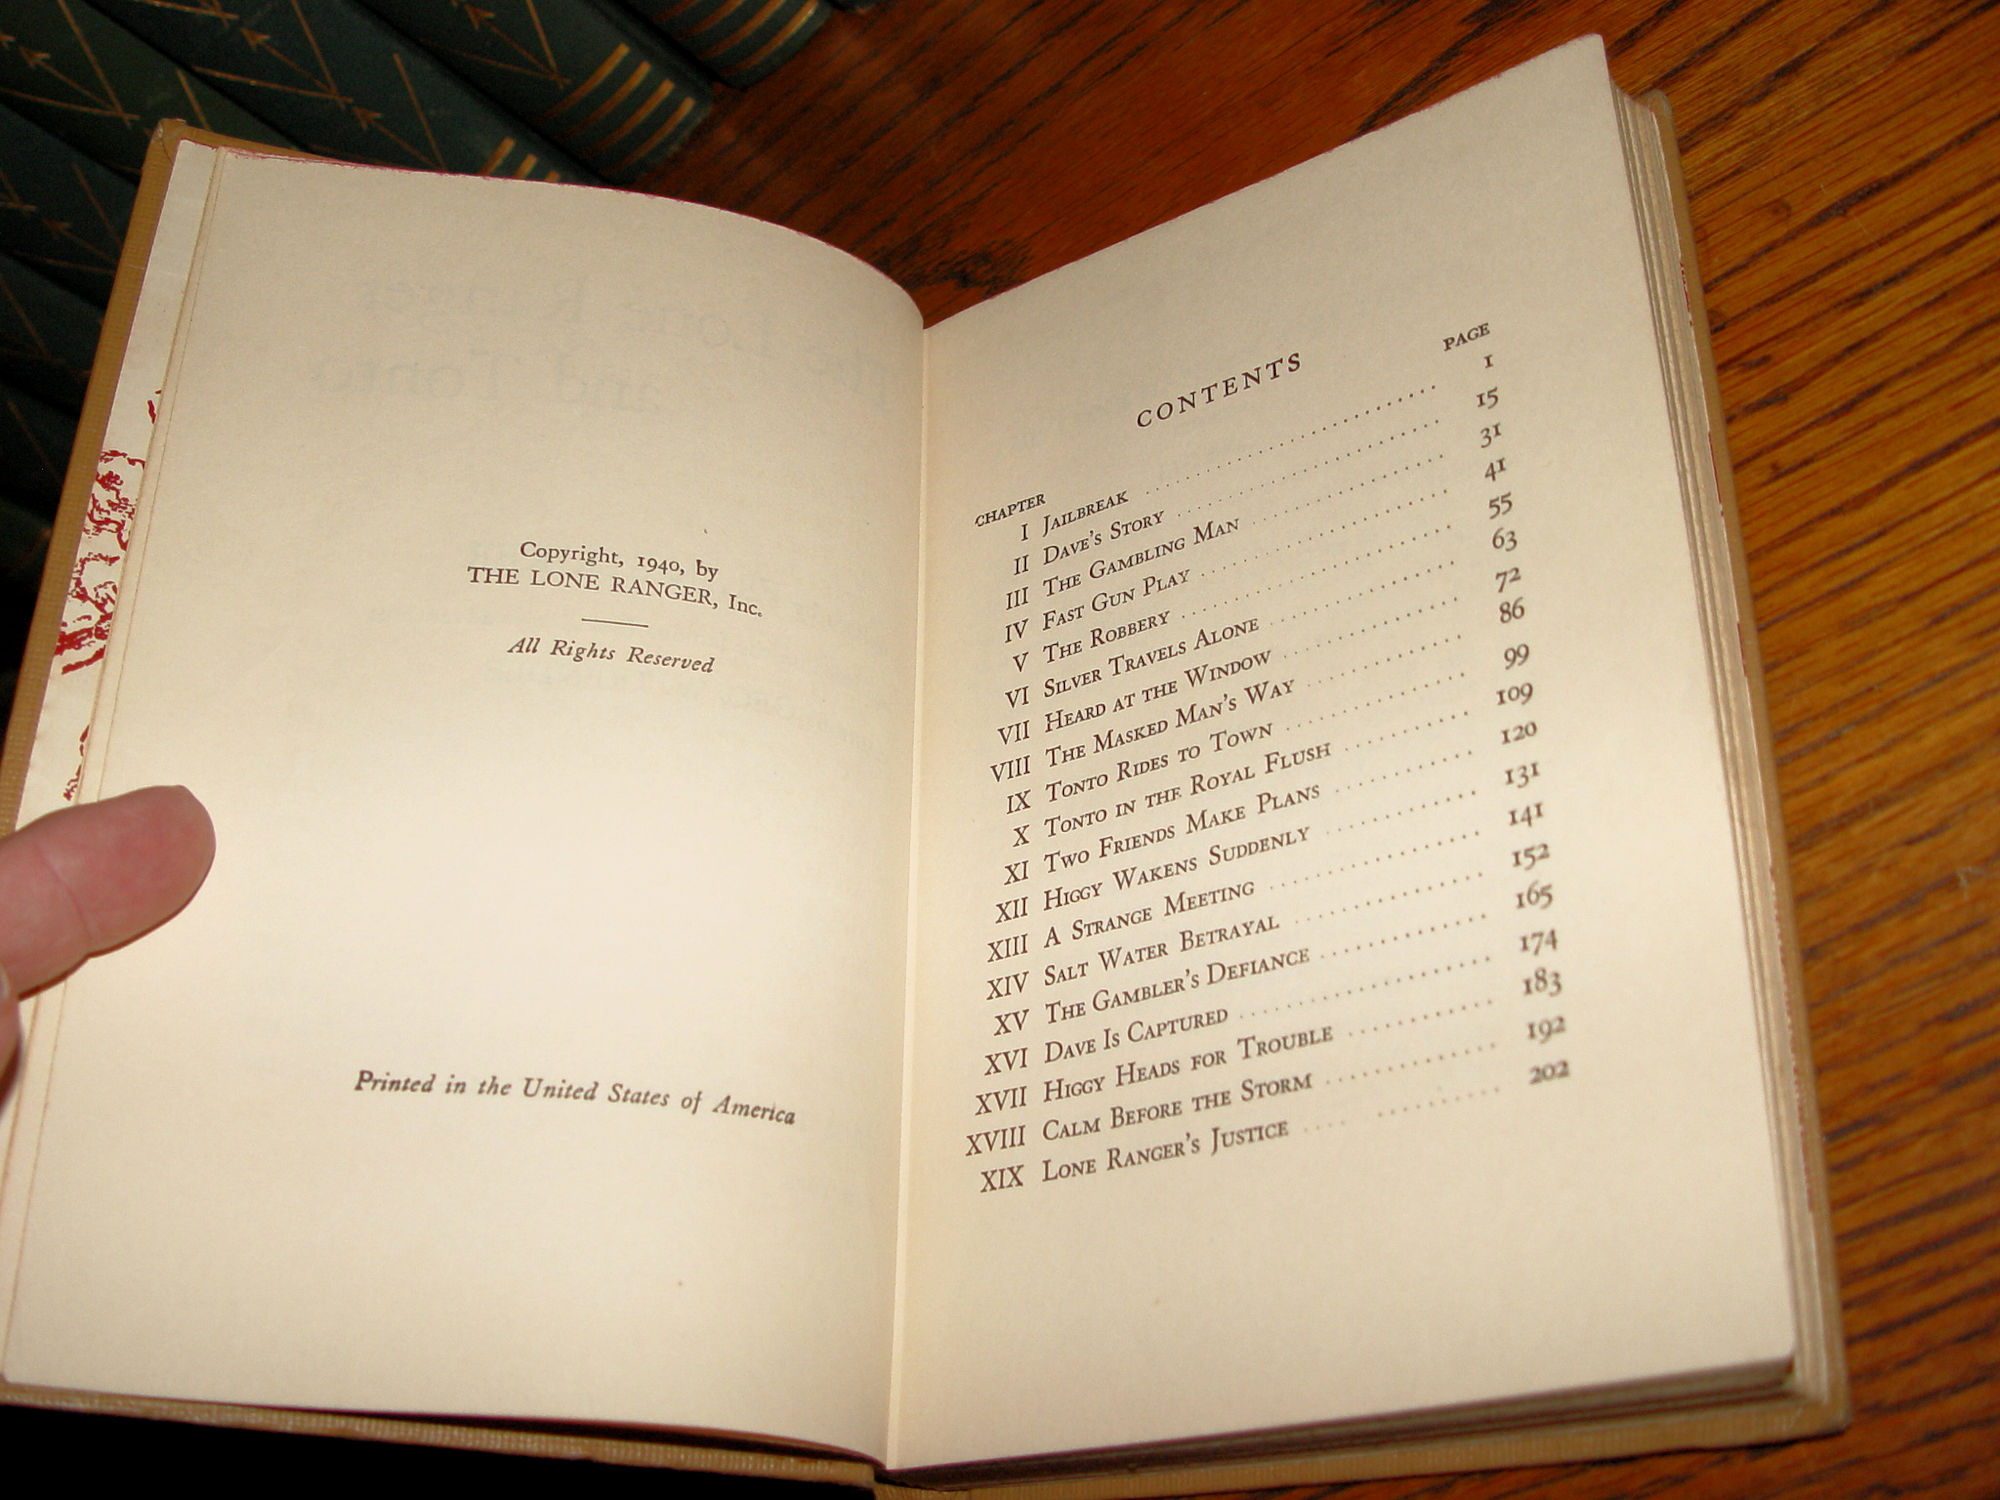 Copyright, 1940, by
THE LONE RANGER, Inc.
All Rights Reserved
Printed in the United States of America
CONTENTS
CHAPTER PAGE
I JAILBREAK 1
II DAVE'S STORY 15
III THE GAMBLING MAN 31
IV FAST GUN PLAY 41
V THE ROBBERY 55
VI SILVER TRAVELS ALONE 63
VII HEARD AT THE WINDOW 72
VIII THE MASKED MAN'S WAY 86
IX TONTO RIDES TO TOWN 99
X TONTO IN THE ROYAL FLUSH 109
XI TWO FRIENDS MAKE PLANS 120
XII HIGGY WAKENS SUDDENLY 131
XIII A STRANGE MEETING 141
XIV SALT WATER BETRAYAL 152
XV THE GAMBLER'S DEFIANCE 165
XVI DAVE IS CAPTURED 174
XVII HIGGY HEADS FOR TROUBLE 183
XVIII CALM BEFORE THE STORM 192
XIX LONE RANGER'S JUSTICE 202